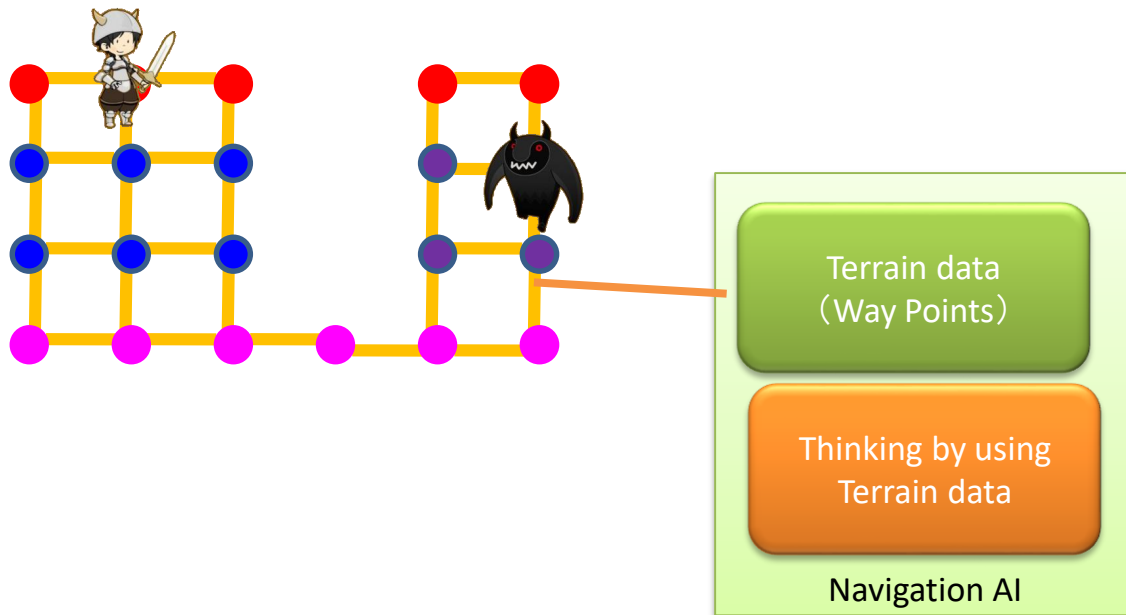 Terrain data
（Way Points）
Thinking by using
Terrain data
Navigation AI